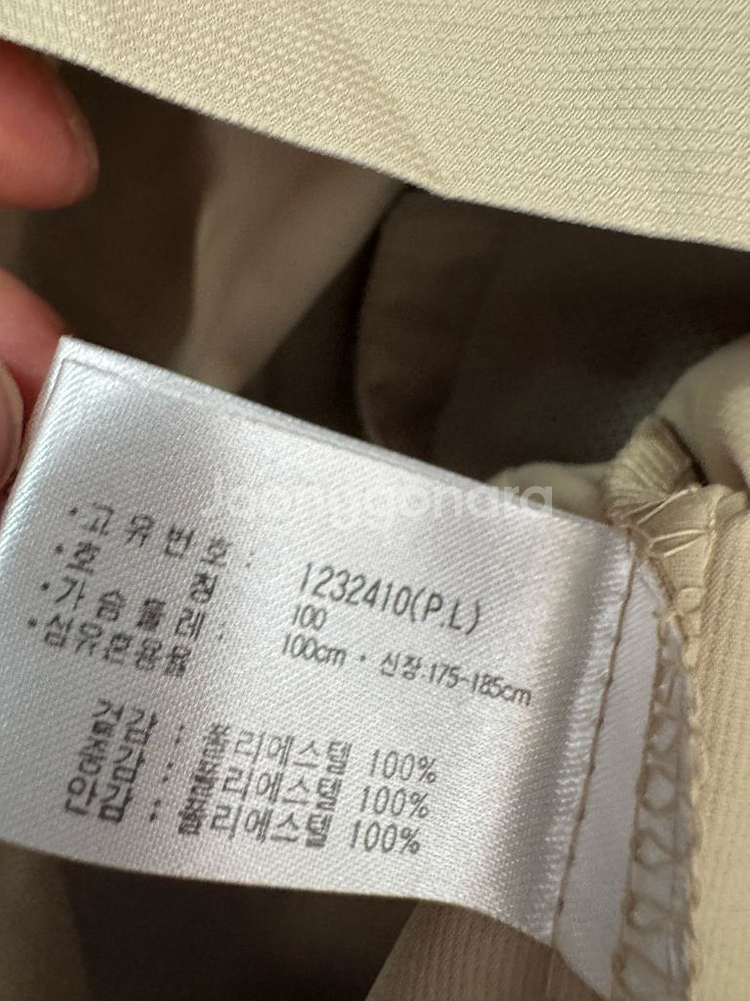 Joongnugonara
·고유번호: 1232410(P.L)
·호칭 100
·가슴둘레: 100cm · 신장:175-185cm
·섬유혼용율
겉감 : 폴리에스텔 100%
충감 : 폴리에스텔 100%
안감 : 폴리에스텔 100%